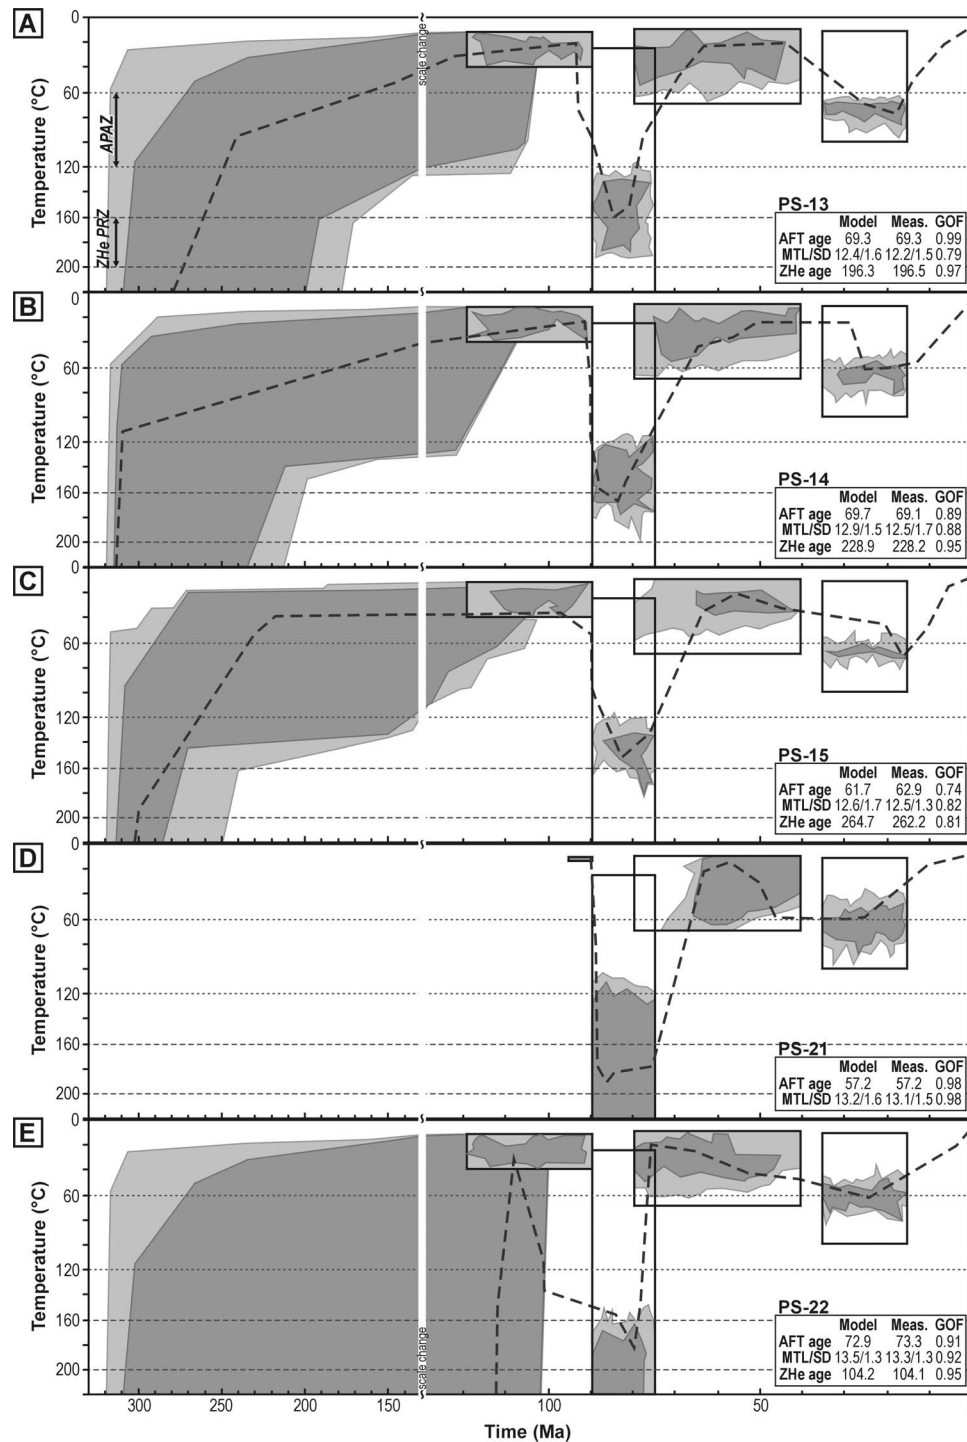 A
0
60
120
160
200
Temperature (°C)
APAZ
ZHe PRZ
scale change
PS-13
Model Meas. GOF
AFT age 69.3 69.3 0.99
MTL/SD 12.4/1.6 12.2/1.5 0.79
ZHe age 196.3 196.5 0.97
B
0
60
120
160
200
Temperature (°C)
PS-14
Model Meas. GOF
AFT age 69.7 69.1 0.89
MTL/SD 12.9/1.5 12.5/1.7 0.88
ZHe age 228.9 228.2 0.95
C
0
60
120
160
200
Temperature (°C)
PS-15
Model Meas. GOF
AFT age 61.7 62.9 0.74
MTL/SD 12.6/1.7 12.5/1.3 0.82
ZHe age 264.7 262.2 0.81
D
0
60
120
160
200
Temperature (°C)
PS-21
Model Meas. GOF
AFT age 57.2 57.2 0.98
MTL/SD 13.2/1.6 13.1/1.5 0.98
E
0
60
120
160
200
Temperature (°C)
scale change
PS-22
Model Meas. GOF
AFT age 72.9 73.3 0.91
MTL/SD 13.5/1.3 13.3/1.3 0.92
ZHe age 104.2 104.1 0.95
300 250 200 150 100 50
Time (Ma)